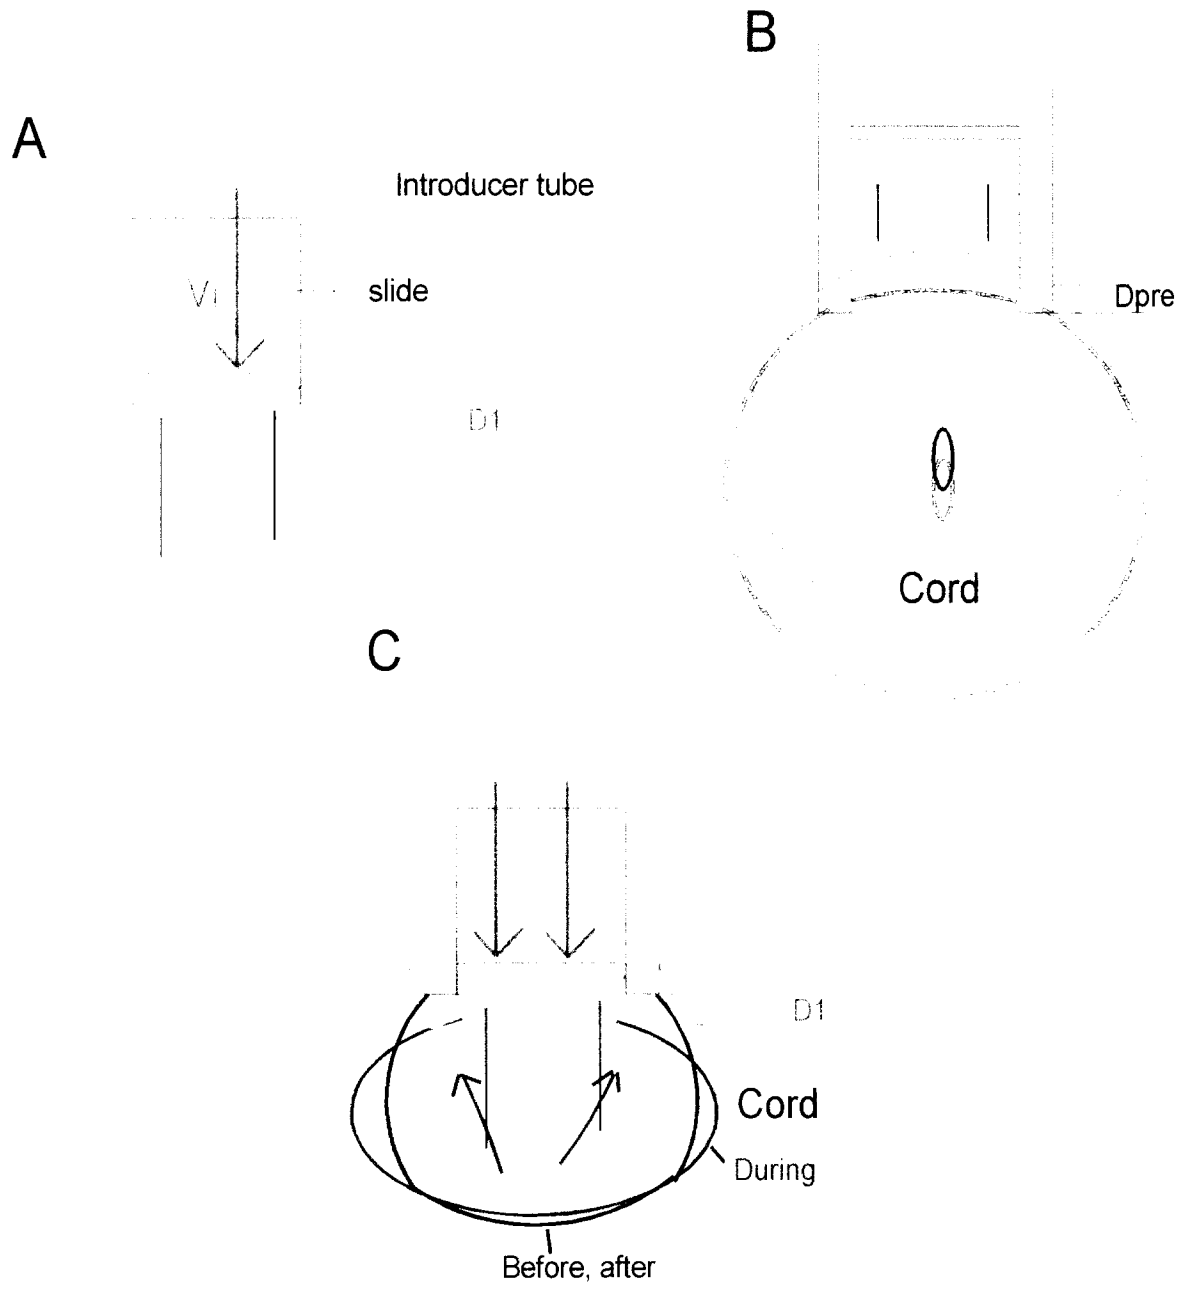 B
A
Introducer tube
Vi
slide
Dpre
D1
Cord
C
D1
Cord
During
Before, after